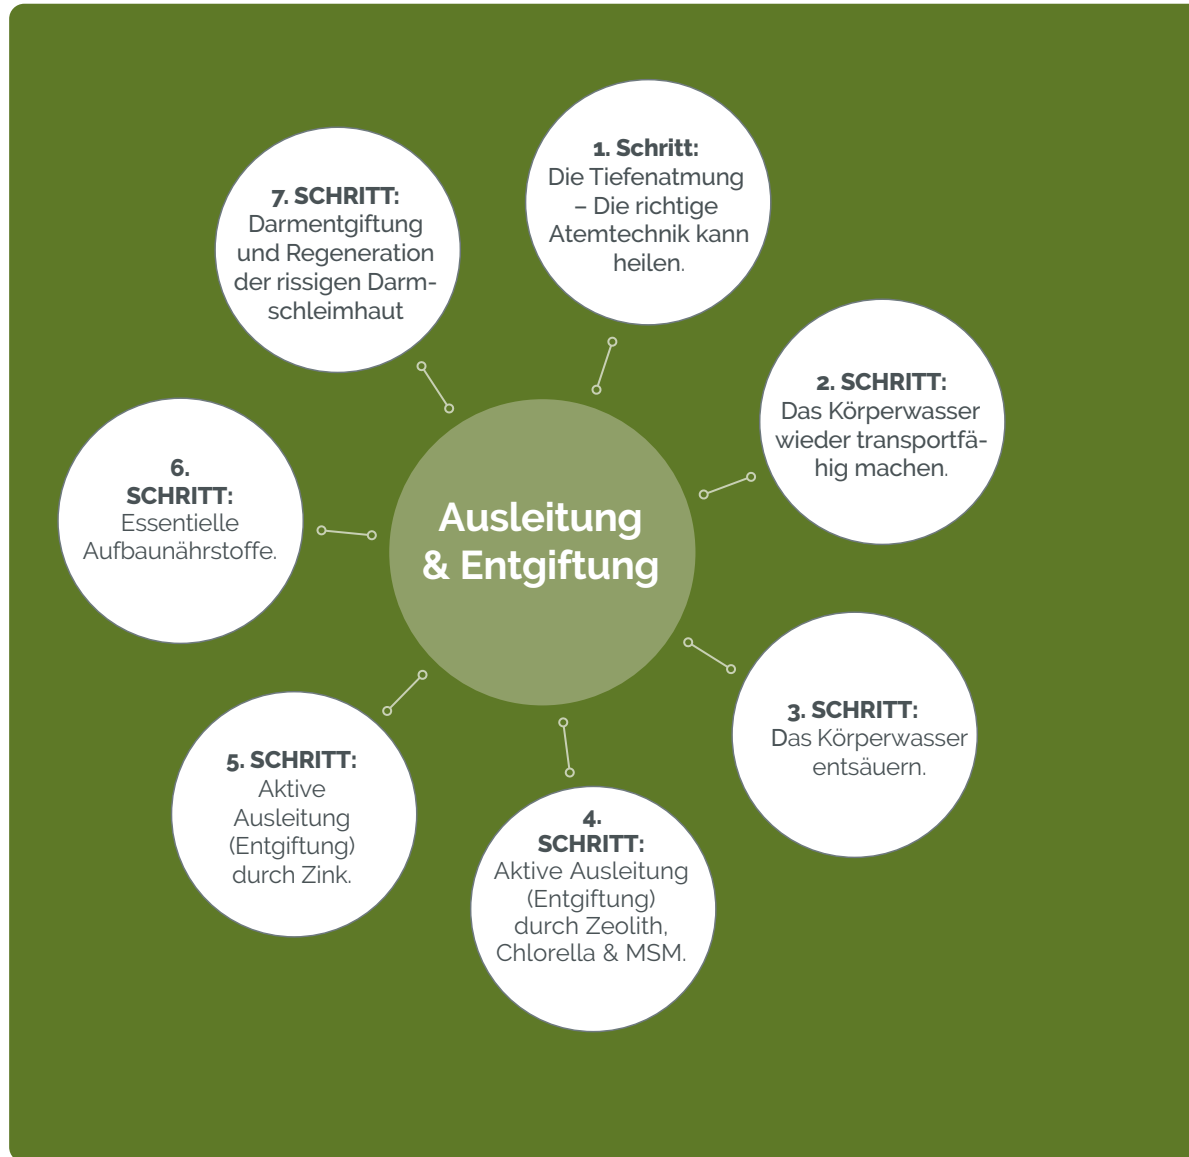 Ausleitung
& Entgiftung
1. Schritt:
Die Tiefenatmung
– Die richtige
Atemtechnik kann
heilen.
2. SCHRITT:
Das Körperwasser
wieder transportfä-
hig machen.
3. SCHRITT:
Das Körperwasser
entsäuern.
4.
SCHRITT:
Aktive Ausleitung
(Entgiftung)
durch Zeolith,
Chlorella & MSM.
5. SCHRITT:
Aktive
Ausleitung
(Entgiftung)
durch Zink.
6.
SCHRITT:
Essentielle
Aufbaunährstoffe.
7. SCHRITT:
Darmentgiftung
und Regeneration
der rissigen Darm-
schleimhaut